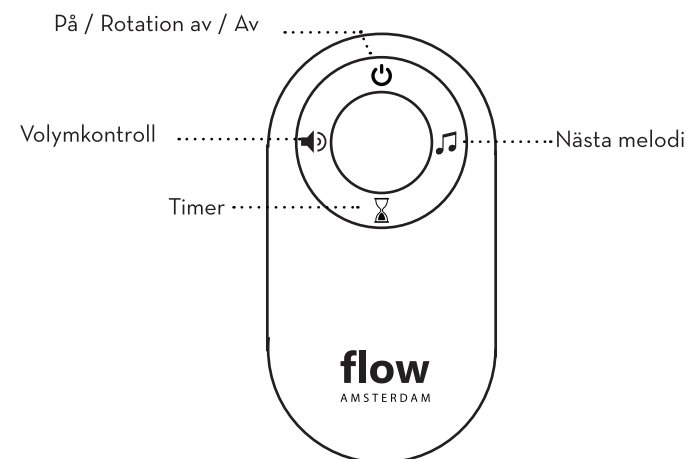 På / Rotation av / Av
Volymkontroll
Nästa melodi
Timer
flow
AMSTERDAM